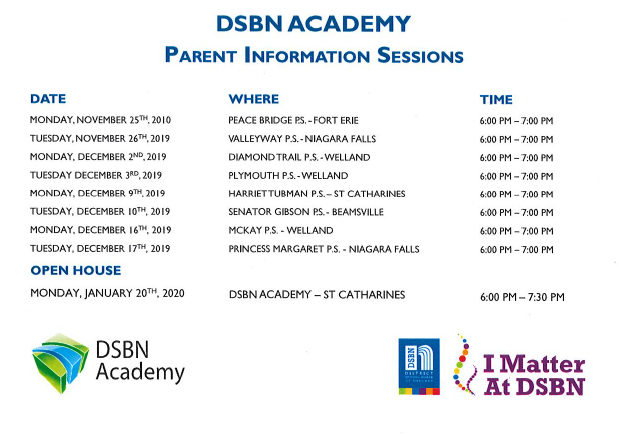 DSBN ACADEMY
PARENT INFORMATION SESSIONS
DATE WHERE TIME
MONDAY, NOVEMBER 25TH, 2010 PEACE BRIDGE P.S. – FORT ERIE 6:00 PM – 7:00 PM
TUESDAY, NOVEMBER 26TH, 2019 VALLEYWAY P.S. - NIAGARA FALLS 6:00 PM – 7:00 PM
MONDAY, DECEMBER 2ND, 2019 DIAMOND TRAIL P.S. - WELLAND 6:00 PM – 7:00 PM
TUESDAY DECEMBER 3RD, 2019 PLYMOUTH P.S. - WELLAND 6:00 PM – 7:00 PM
MONDAY, DECEMBER 9TH, 2019 HARRIET TUBMAN P.S. – ST CATHARINES 6:00 PM – 7:00 PM
TUESDAY, DECEMBER 10TH, 2019 SENATOR GIBSON P.S. - BEAMSVILLE 6:00 PM – 7:00 PM
MONDAY, DECEMBER 16TH, 2019 MCKAY P.S. - WELLAND 6:00 PM – 7:00 PM
TUESDAY, DECEMBER 17TH, 2019 PRINCESS MARGARET P.S. - NIAGARA FALLS 6:00 PM – 7:00 PM
OPEN HOUSE
MONDAY, JANUARY 20TH, 2020 DSBN ACADEMY – ST CATHARINES 6:00 PM – 7:30 PM
DSBN
Academy
DSBN
DISTRICT
I Matter
At DSBN